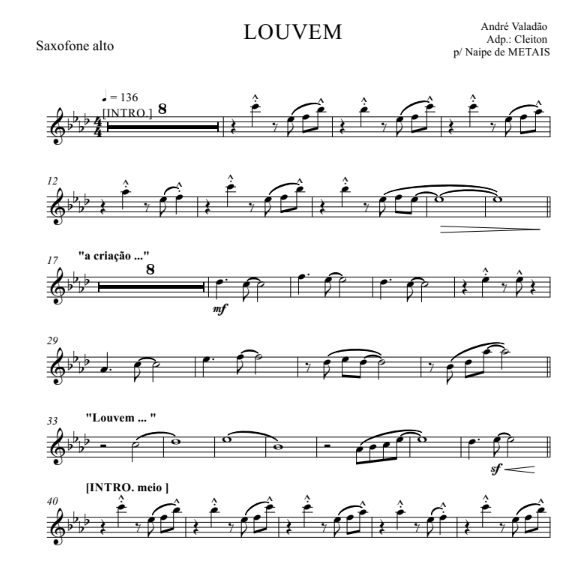 LOUVEM
André Valadão
Adp.: Cleiton
p/ Naipe de METAIS
Saxofone alto
= 136
[INTRO.] 8
12
17 "a criação ..." 8
mf
29
33 "Louvem ... "
sf
[INTRO. meio ]
40